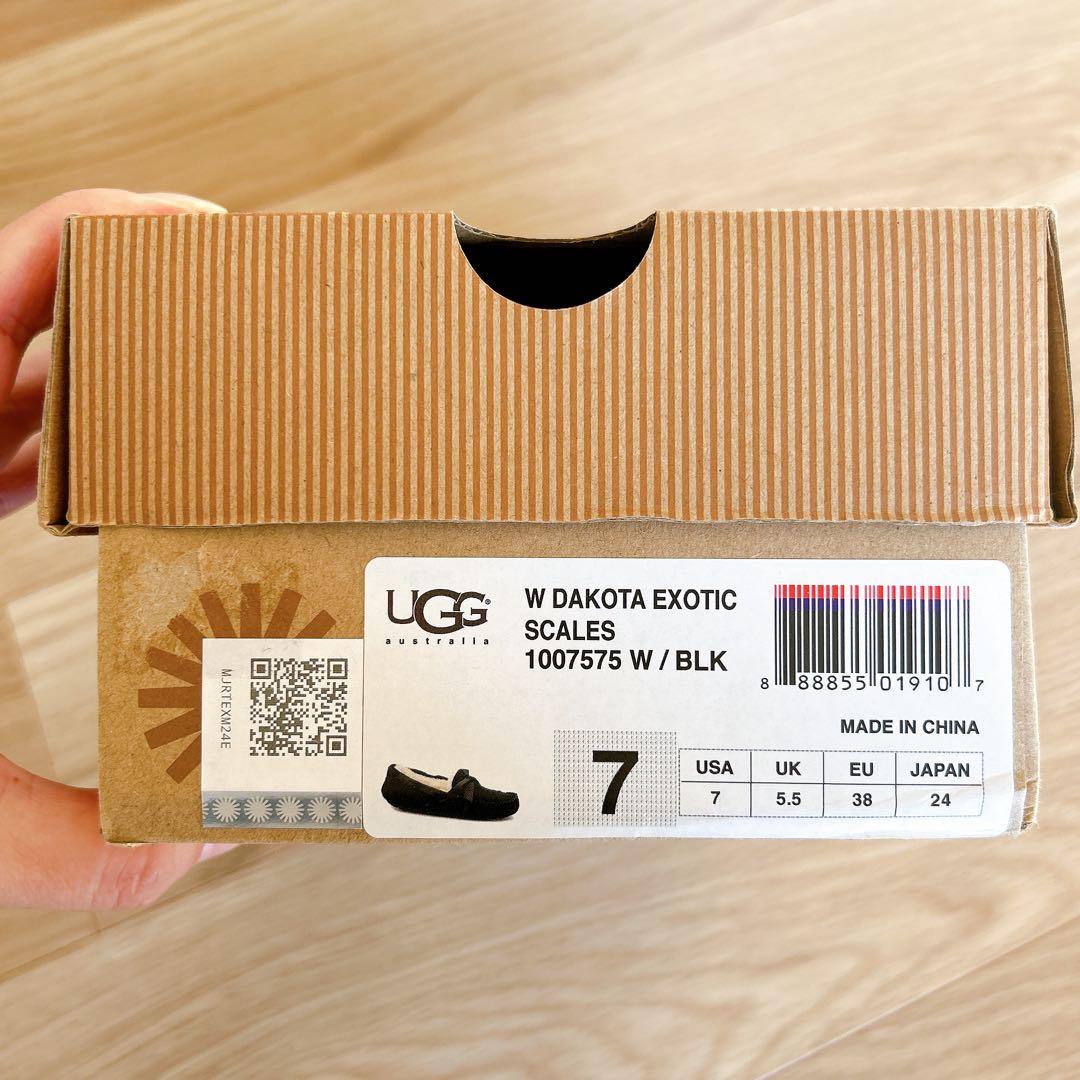 UGG®
australia
W DAKOTA EXOTIC
SCALES
1007575 W / BLK
8 88855 01910 7
MADE IN CHINA
MJRTEXM24E
7
USA UK EU JAPAN
7 5.5 38 24